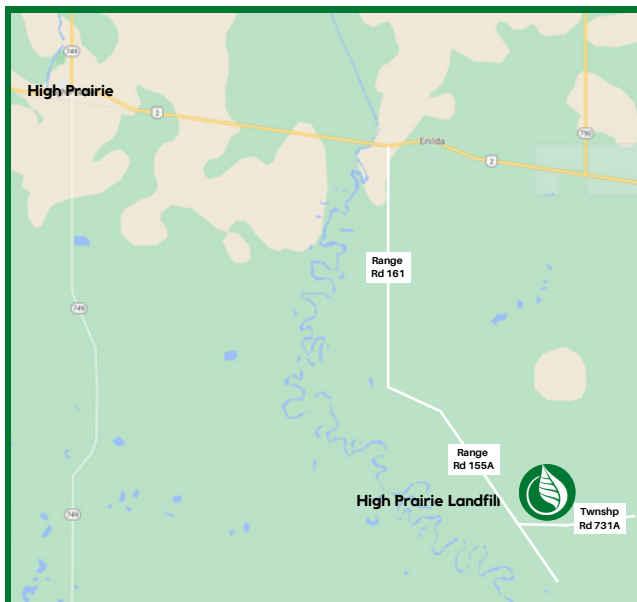 749
High Prairie
2
Enilda
750
2
Range
Rd 161
749
Range
Rd 155A
High Prairie Landfill
Twnshp
Rd 731A
749